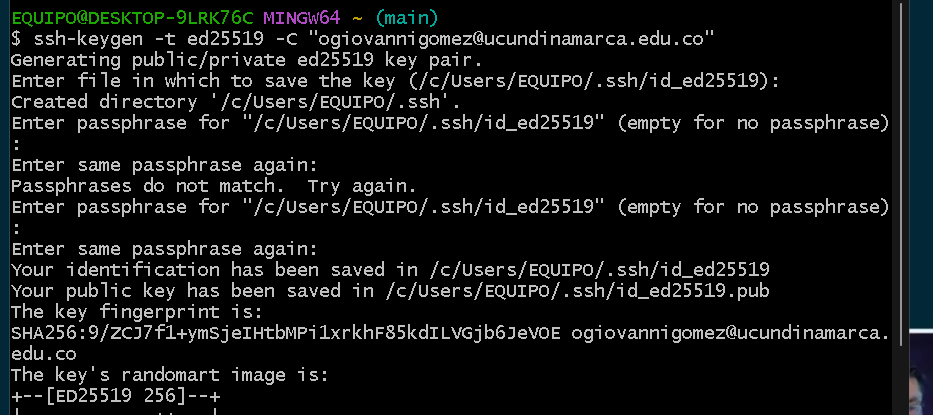 EQUIPO@DESKTOP-9LRK76C MINGW64 ~ (main)
$ ssh-keygen -t ed25519 -C "ogiovannigomez@ucundinamarca.edu.co"
Generating public/private ed25519 key pair.
Enter file in which to save the key (/c/Users/EQUIPO/.ssh/id_ed25519):
Created directory '/c/Users/EQUIPO/.ssh'.
Enter passphrase for "/c/Users/EQUIPO/.ssh/id_ed25519" (empty for no passphrase)
:
Enter same passphrase again:
Passphrases do not match.  Try again.
Enter passphrase for "/c/Users/EQUIPO/.ssh/id_ed25519" (empty for no passphrase)
:
Enter same passphrase again:
Your identification has been saved in /c/Users/EQUIPO/.ssh/id_ed25519
Your public key has been saved in /c/Users/EQUIPO/.ssh/id_ed25519.pub
The key fingerprint is:
SHA256:9/ZCJ7f1+ymSjeIHtbMPi1xrkhF85kdILVGjb6JeVOE ogiovannigomez@ucundinamarca.
edu.co
The key's randomart image is:
+--[ED25519 256]--+